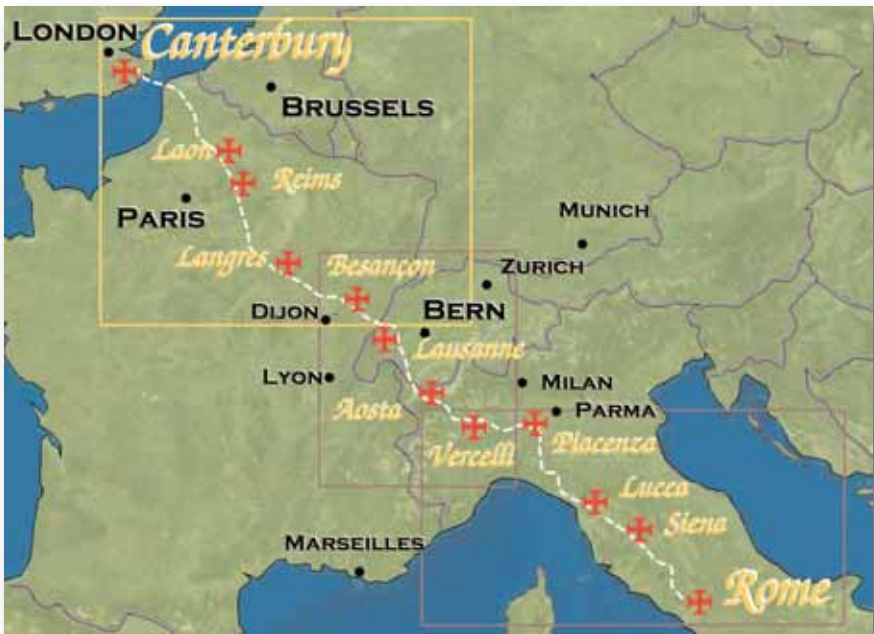 LONDON
Canterbury
BRUSSELS
Laon
Reims
PARIS
MUNICH
Langres
Besançon
ZURICH
DIJON
BERN
Lausanne
LYON
MILAN
Aosta
PARMA
Vercelli
Piacenza
Lucca
Siena
MARSEILLES
Rome